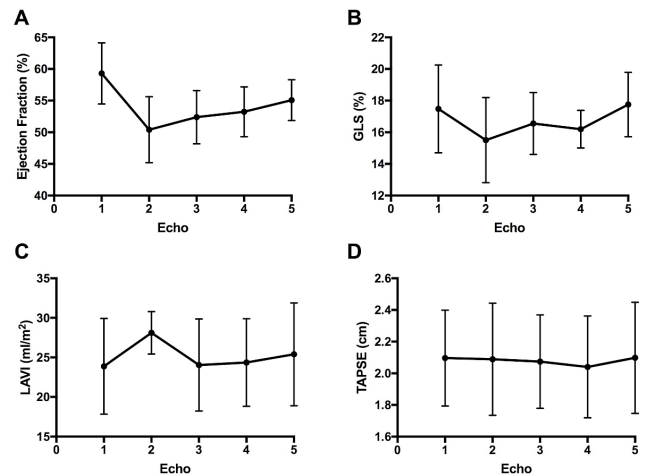 A
Ejection Fraction (%)
65
60
55
50
45
40
0 1 2 3 4 5
Echo
B
GLS (%)
22
20
18
16
14
12
0 1 2 3 4 5
Echo
C
LAVI (ml/m²)
35
30
25
20
15
0 1 2 3 4 5
Echo
D
TAPSE (cm)
2.6
2.4
2.2
2.0
1.8
1.6
0 1 2 3 4 5
Echo